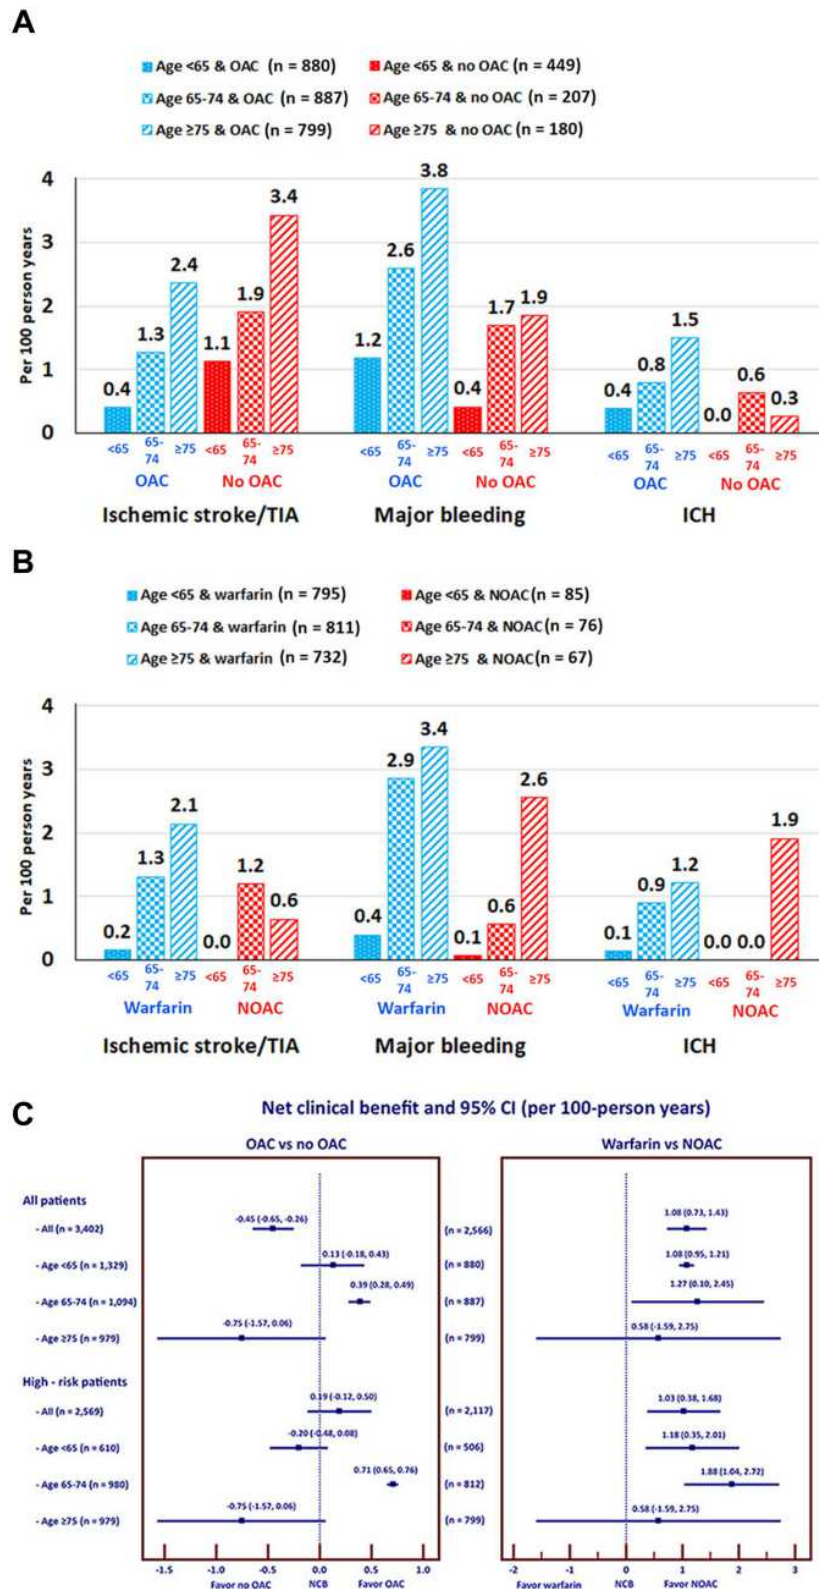 A
Age <65 & OAC (n = 880) Age <65 & no OAC (n = 449)
Age 65-74 & OAC (n = 887) Age 65-74 & no OAC (n = 207)
Age ≥75 & OAC (n = 799) Age ≥75 & no OAC (n = 180)
Per 100 person years
4
3
2
1
0
0.4 1.3 2.4 1.1 1.9 3.4
1.2 2.6 3.8 0.4 1.7 1.9
0.4 0.8 1.5 0.0 0.6 0.3
<65 65-74 ≥75 <65 65-74 ≥75
<65 65-74 ≥75 <65 65-74 ≥75
<65 65-74 ≥75 <65 65-74 ≥75
OAC No OAC OAC No OAC OAC No OAC
Ischemic stroke/TIA Major bleeding ICH
B
Age <65 & warfarin (n = 795) Age <65 & NOAC (n = 85)
Age 65-74 & warfarin (n = 811) Age 65-74 & NOAC (n = 76)
Age ≥75 & warfarin (n = 732) Age ≥75 & NOAC (n = 67)
Per 100 person years
4
3
2
1
0
0.2 1.3 2.1 0.0 1.2 0.6
0.4 2.9 3.4 0.1 0.6 2.6
0.1 0.9 1.2 0.0 0.0 1.9
<65 65-74 ≥75 <65 65-74 ≥75
<65 65-74 ≥75 <65 65-74 ≥75
<65 65-74 ≥75 <65 65-74 ≥75
Warfarin NOAC Warfarin NOAC Warfarin NOAC
Ischemic stroke/TIA Major bleeding ICH
C
Net clinical benefit and 95% CI (per 100-person years)
OAC vs no OAC Warfarin vs NOAC
All patients
- All (n = 3,402) -0.45 (-0.65, -0.26) (n = 2,566) 1.08 (0.73, 1.43)
- Age <65 (n = 1,329) 0.13 (-0.18, 0.43) (n = 880) 1.08 (0.95, 1.21)
- Age 65-74 (n = 1,094) 0.39 (0.28, 0.49) (n = 887) 1.27 (0.10, 2.45)
- Age ≥75 (n = 979) -0.75 (-1.57, 0.06) (n = 799) 0.58 (-1.59, 2.75)
High - risk patients
- All (n = 2,569) 0.19 (-0.12, 0.50) (n = 2,117) 1.03 (0.38, 1.68)
- Age <65 (n = 610) -0.20 (-0.48, 0.08) (n = 506) 1.18 (0.35, 2.01)
- Age 65-74 (n = 980) 0.71 (0.65, 0.76) (n = 812) 1.88 (1.04, 2.72)
- Age ≥75 (n = 979) -0.75 (-1.57, 0.06) (n = 799) 0.58 (-1.59, 2.75)
-1.5 -1.0 -0.5 0.0 0.5 1.0 -2 -1 0 1 2 3
Favor no OAC NCB Favor OAC Favor warfarin NCB Favor NOAC